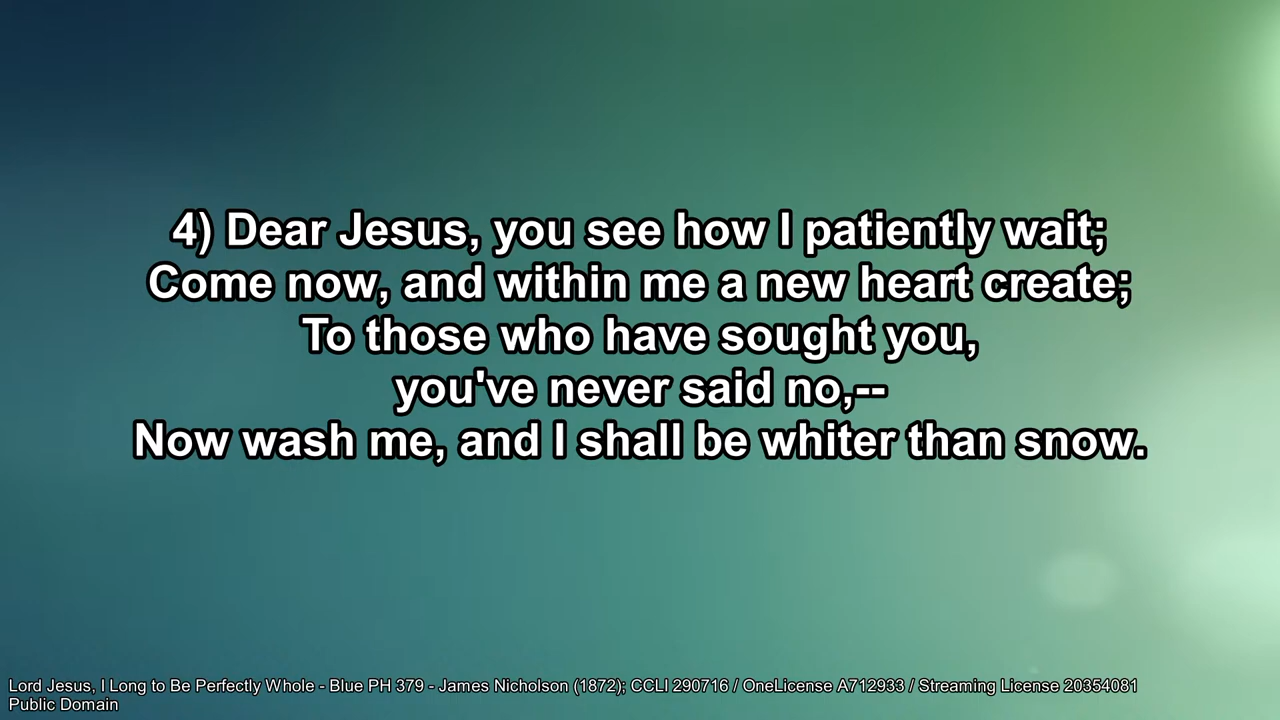 4) Dear Jesus, you see how I patiently wait;
Come now, and within me a new heart create;
To those who have sought you,
you've never said no,--
Now wash me, and I shall be whiter than snow.
Lord Jesus, I Long to Be Perfectly Whole - Blue PH 379 - James Nicholson (1872); CCLI 290716 / OneLicense A712933 / Streaming License 20354081
Public Domain